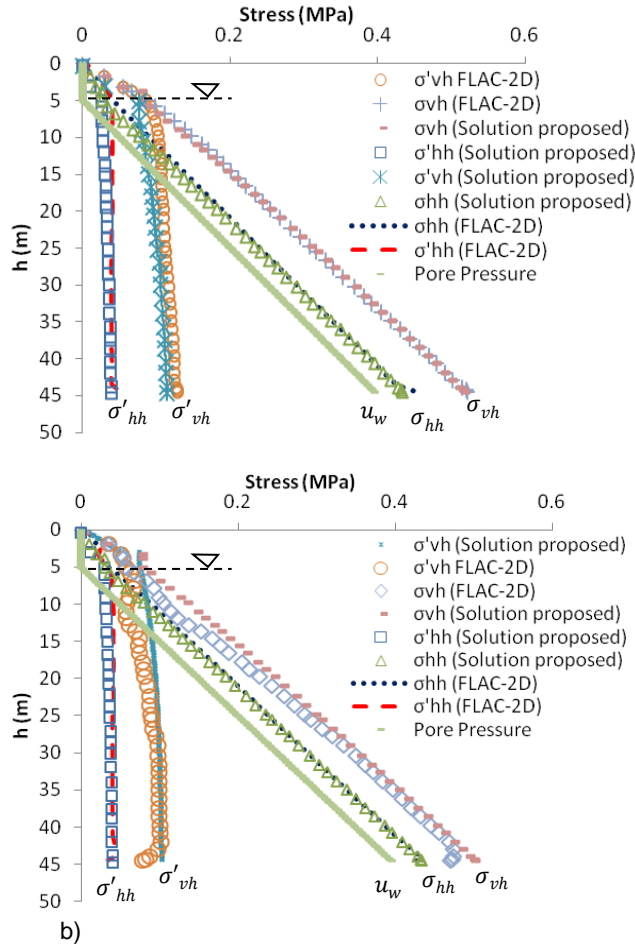 Stress (MPa)
0 0.2 0.4 0.6
0
5
10
15
20
25
30
35
40
45
50
h (m)
σ'vh FLAC-2D)
σvh (FLAC-2D)
σvh (Solution proposed)
σ'hh (Solution proposed)
σ'vh (Solution proposed)
σhh (Solution proposed)
σhh (FLAC-2D)
σ'hh (FLAC-2D)
Pore Pressure
σ'hh σ'vh uw σhh σvh
Stress (MPa)
0 0.2 0.4 0.6
0
5
10
15
20
25
30
35
40
45
50
h (m)
σ'vh (Solution proposed)
σ'vh FLAC-2D)
σvh (FLAC-2D)
σvh (Solution proposed)
σ'hh (Solution proposed)
σhh (Solution proposed)
σhh (FLAC-2D)
σ'hh (FLAC-2D)
Pore Pressure
σ'hh σ'vh uw σhh σvh
b)